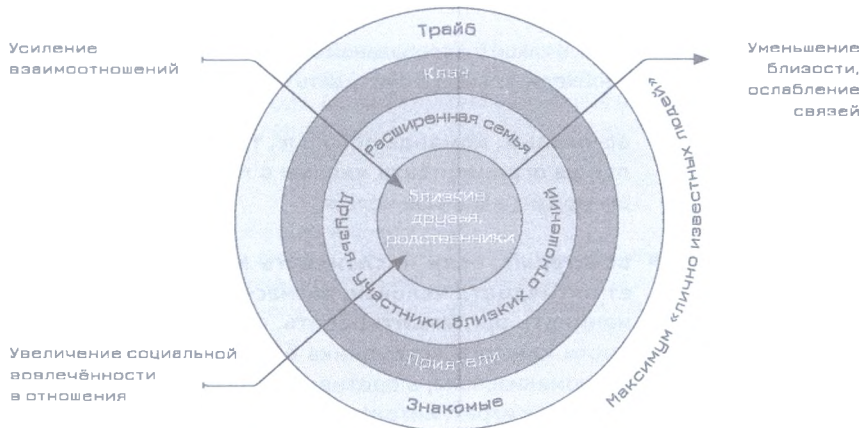 Трайб
Усиление
взаимоотношений
Уменьшение
близости,
ослабление
связей
Клан
Расширенная семья
Близкие
друзья,
родственники
Друзья, участники близких отношений
Максимум «лично известных людей»
Увеличение социальной
вовлечённости
в отношения
Приятели
Знакомые